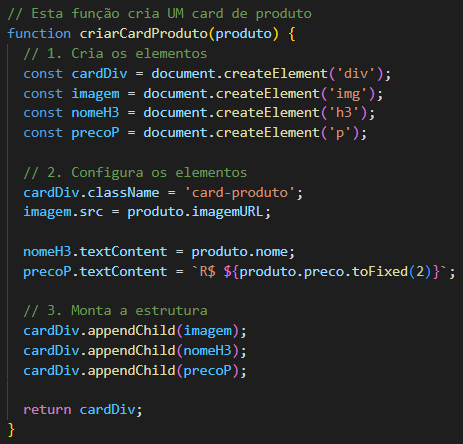 // Esta função cria UM card de produto
function criarCardProduto(produto) {
// 1. Cria os elementos
const cardDiv = document.createElement('div');
const imagem = document.createElement('img');
const nomeH3 = document.createElement('h3');
const precoP = document.createElement('p');
// 2. Configura os elementos
cardDiv.className = 'card-produto';
imagem.src = produto.imagemURL;
nomeH3.textContent = produto.nome;
precoP.textContent = `R$ ${produto.preco.toFixed(2)}`;
// 3. Monta a estrutura
cardDiv.appendChild(imagem);
cardDiv.appendChild(nomeH3);
cardDiv.appendChild(precoP);
return cardDiv;
}